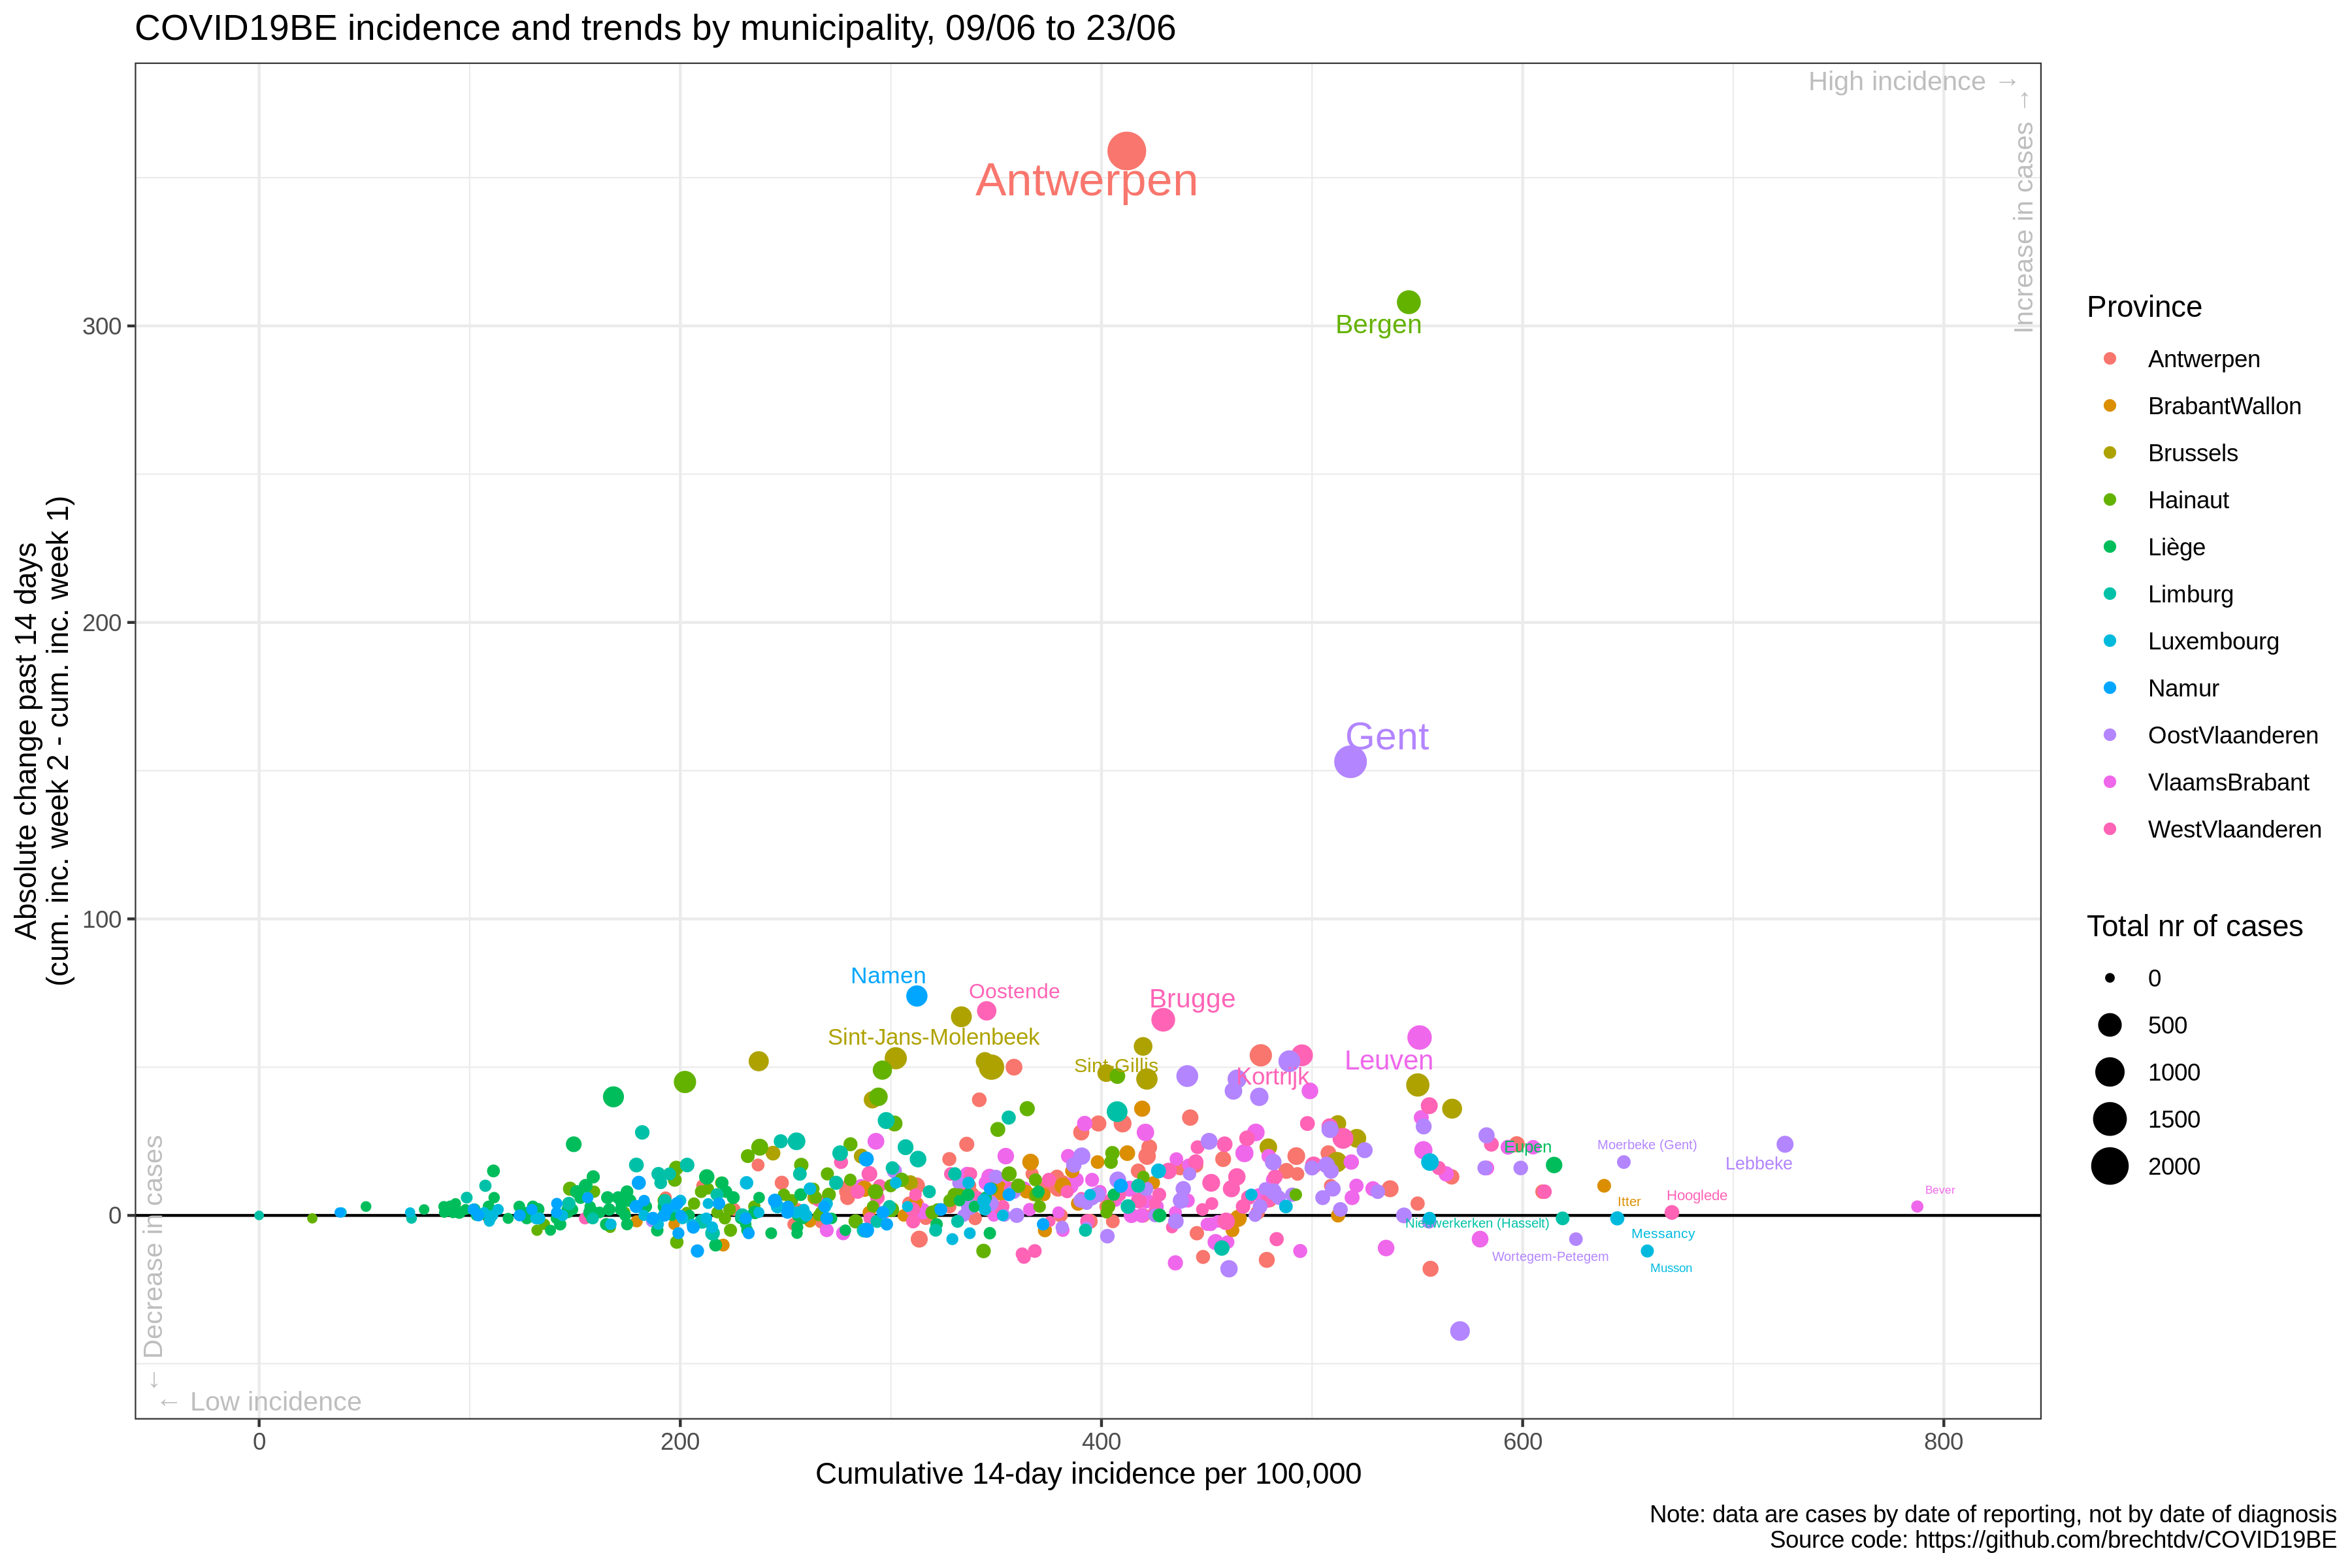 COVID19BE incidence and trends by municipality, 09/06 to 23/06
High incidence →
Increase in cases →
Antwerpen
Bergen
Gent
Namen
Oostende
Brugge
Sint-Jans-Molenbeek
Sint-Gillis
Leuven
Kortrijk
Eupen
Moerbeke (Gent)
Lebbeke
Itter
Hooglede
Bever
Nieuwerkerken (Hasselt)
Messancy
Wortegem-Petegem
Musson
← Decrease in cases
← Low incidence
300
200
100
0
Absolute change past 14 days
(cum. inc. week 2 - cum. inc. week 1)
0
200
400
600
800
Cumulative 14-day incidence per 100,000
Province
Antwerpen
BrabantWallon
Brussels
Hainaut
Liège
Limburg
Luxembourg
Namur
OostVlaanderen
VlaamsBrabant
WestVlaanderen
Total nr of cases
0
500
1000
1500
2000
Note: data are cases by date of reporting, not by date of diagnosis
Source code: https://github.com/brechtdv/COVID19BE